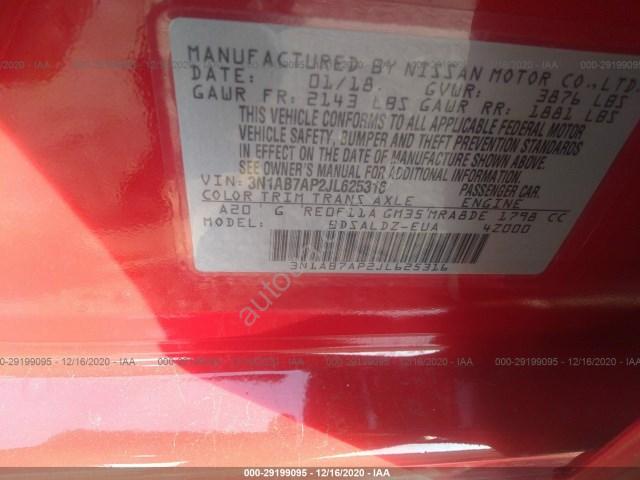 MANUFACTURED BY NISSAN MOTOR CO., LTD.
DATE: 01/18. GVWR: 3876 LBS
GAWR FR: 2143 LBS GAWR RR: 1881 LBS
THIS VEHICLE CONFORMS TO ALL APPLICABLE FEDERAL MOTOR
VEHICLE SAFETY, BUMPER AND THEFT PREVENTION STANDARDS
IN EFFECT ON THE DATE OF MANUFACTURE SHOWN ABOVE.
SEE OWNER'S MANUAL FOR ADDITIONAL INFORMATION.
VIN: 3N1AB7AP2JL625316 PASSENGER CAR.
COLOR TRIM TRANS AXLE ENGINE
A20 G RE0F11A GM35 MRA8DE 1798 CC
BDSALDZ-EUA 4Z000
3N1AB7AP2JL625316
000-29199095 - 12/16/2020 - IAA
000-29199095 - 12/16/2020 - IAA